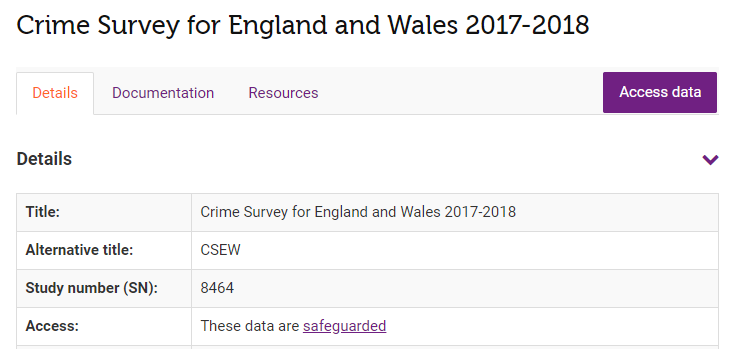 Crime Survey for England and Wales 2017-2018
Details Documentation Resources Access data
Details
Title: Crime Survey for England and Wales 2017-2018
Alternative title: CSEW
Study number (SN): 8464
Access: These data are safeguarded